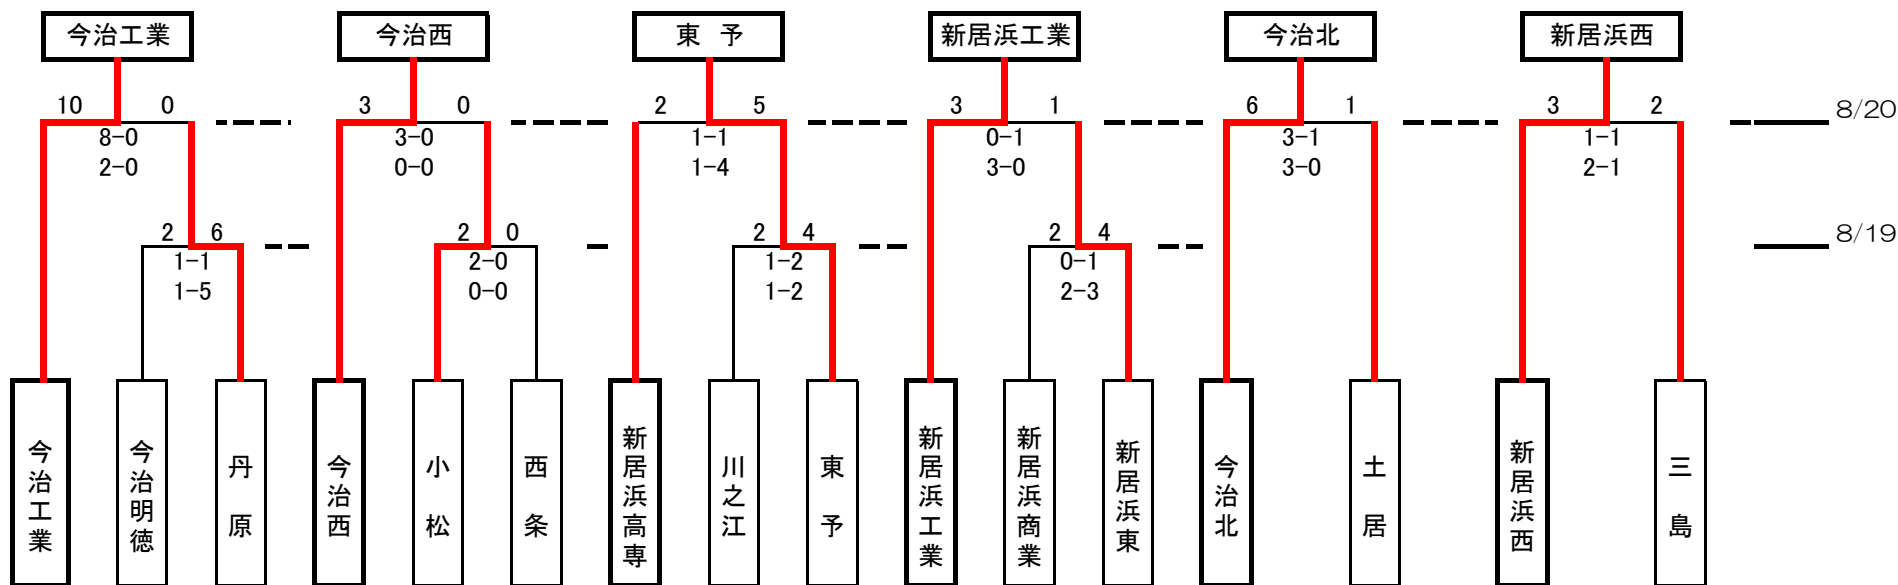 今治工業 今治西 東 予 新居浜工業 今治北 新居浜西
10 0 3 0 2 5 3 1 6 1 3 2 8/20
8-0 3-0 1-1 0-1 3-1 1-1
2-0 0-0 1-4 3-0 3-0 2-1
2 6 2 0 2 4 2 4 8/19
1-1 2-0 1-2 0-1
1-5 0-0 1-2 2-3
今治工業
今治明徳
丹原
今治西
小松
西条
新居浜高専
川之江
東予
新居浜工業
新居浜商業
新居浜東
今治北
土居
新居浜西
三島